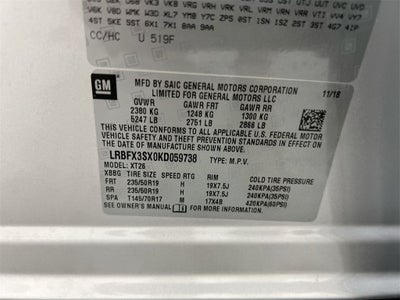 CC/HC U 519F
GM
MFD BY SAIC GENERAL MOTORS CORPORATION
LIMITED FOR GENERAL MOTORS LLC
11/18
GVWR GAWR FRT GAWR RR
2380 KG 1248 KG 1300 KG
5247 LB 2751 LB 2866 LB
THIS VEHICLE CONFORMS TO ALL APPLICABLE U.S. FEDERAL MOTOR
VEHICLE SAFETY AND THEFT PREVENTION STANDARDS IN EFFECT ON
THE DATE OF MANUFACTURE SHOWN ABOVE.
LRBFX3SX0KD059738 TYPE: M.P.V.
MODEL: XT26
XBBG TIRE SIZE SPEED RTG RIM COLD TIRE PRESSURE
FRT 235/50R19 H 19X7.5J 240KPA(35PSI)
RR 235/50R19 H 19X7.5J 240KPA(35PSI)
SPA T145/70R17 M 17X4B 420KPA(60PSI)
SEE OWNER'S MANUAL FOR MORE INFORMATION.